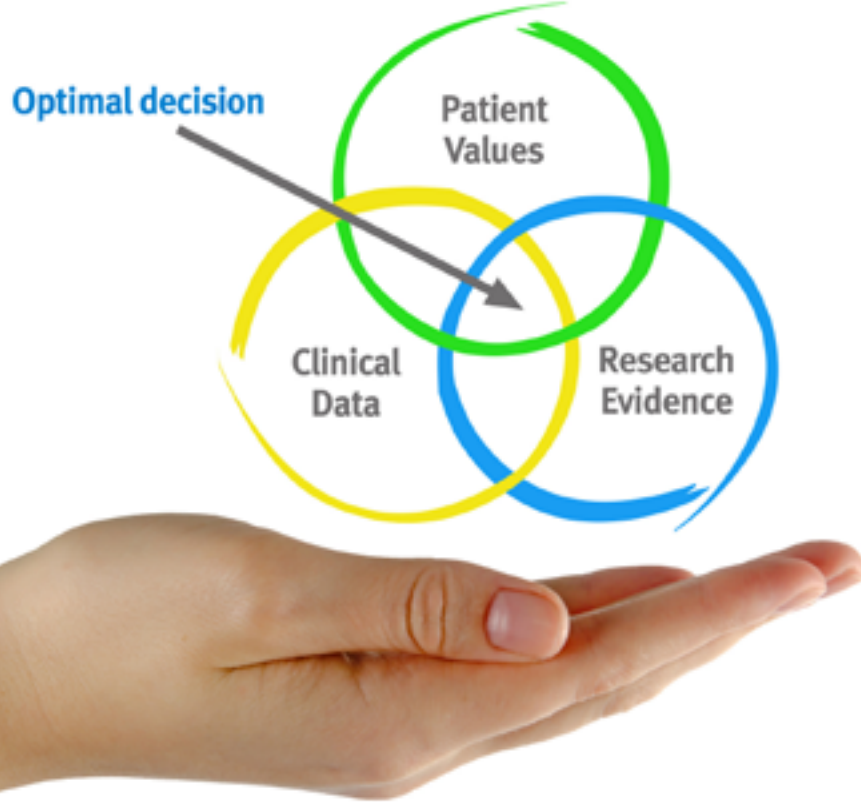 Optimal decision
Patient
Values
Clinical
Data
Research
Evidence